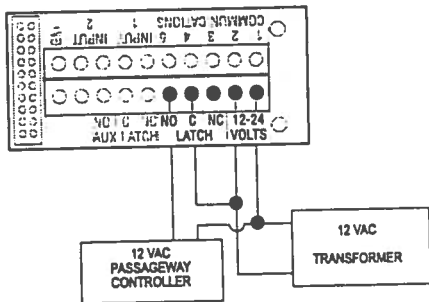 1 2 3 4 5 INPUT INPUT
COMMUNICATIONS 1 2
NO C NC NO C NC 12-24
AUX LATCH LATCH VOLTS
12 VAC
PASSAGEWAY
CONTROLLER
12 VAC
TRANSFORMER